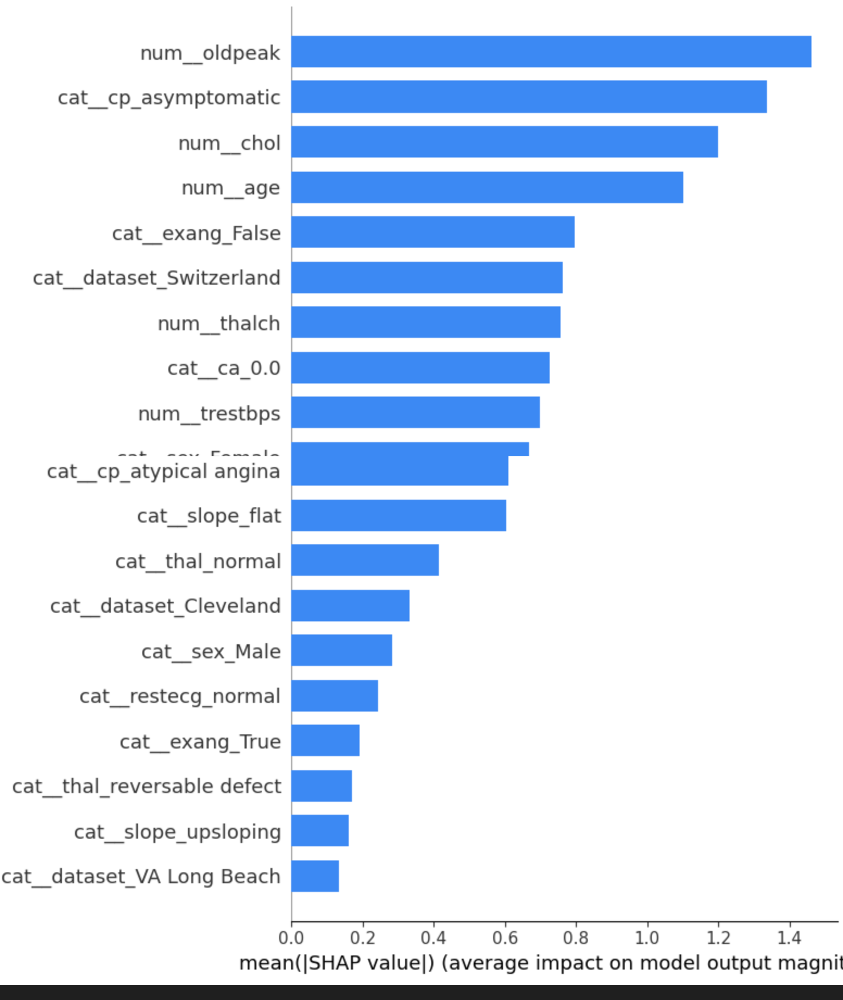 num__oldpeak
cat__cp_asymptomatic
num__chol
num__age
cat__exang_False
cat__dataset_Switzerland
num__thalch
cat__ca_0.0
num__trestbps
cat__sex_Female
cat__cp_atypical angina
cat__slope_flat
cat__thal_normal
cat__dataset_Cleveland
cat__sex_Male
cat__restecg_normal
cat__exang_True
cat__thal_reversable defect
cat__slope_upsloping
cat__dataset_VA Long Beach
0.0 0.2 0.4 0.6 0.8 1.0 1.2 1.4
mean(|SHAP value|) (average impact on model output magnit